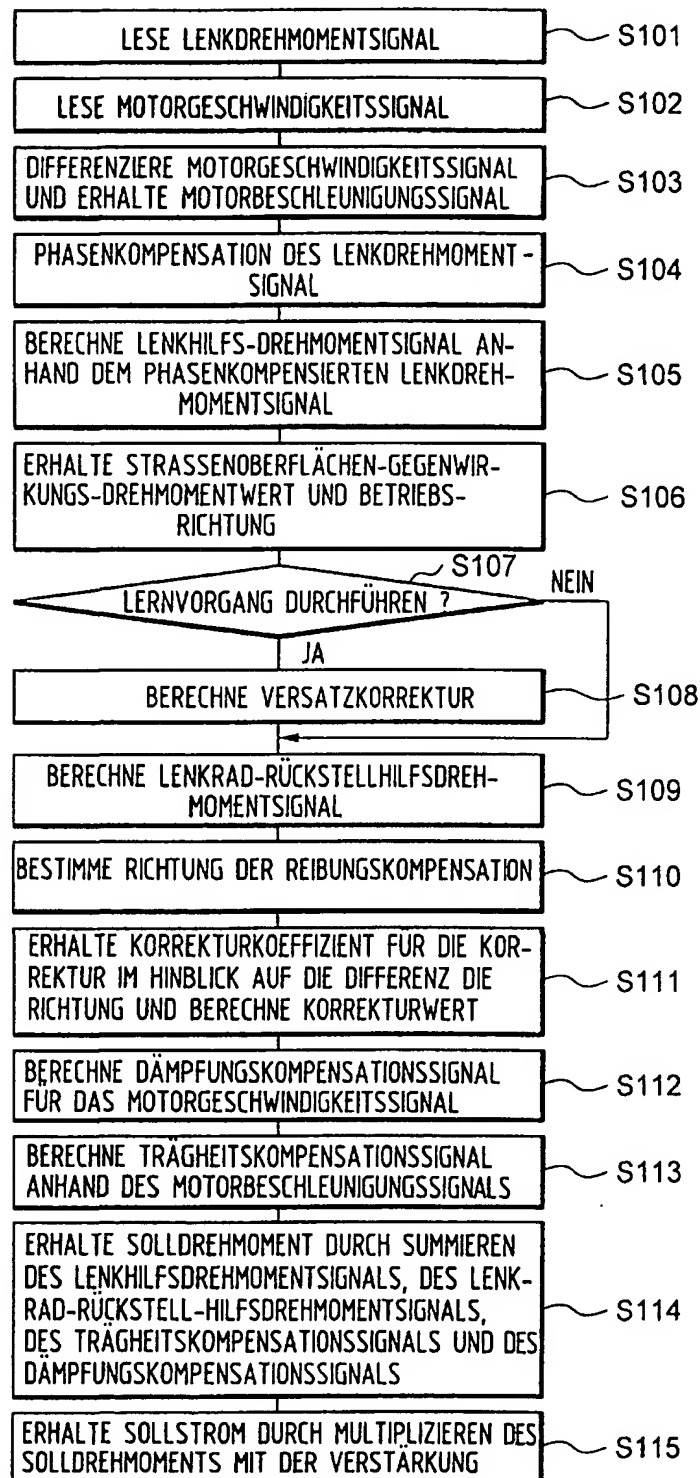 LESE LENKDREHMOMENTSIGNAL
S101
LESE MOTORGESCHWINDIGKEITSSIGNAL
S102
DIFFERENZIERE MOTORGESCHWINDIGKEITSSIGNAL
UND ERHALTE MOTORBESCHLEUNIGUNGSSIGNAL
S103
PHASENKOMPENSATION DES LENKDREHMOMENT-
SIGNAL
S104
BERECHNE LENKHILFS-DREHMOMENTSIGNAL AN-
HAND DEM PHASENKOMPENSIERTEN LENKDREH-
MOMENTSIGNAL
S105
ERHALTE STRASSENOBERFLÄCHEN-GEGENWIR-
KUNGS-DREHMOMENTWERT UND BETRIEBS-
RICHTUNG
S106
S107
LERNVORGANG DURCHFÜHREN ?
NEIN
JA
BERECHNE VERSATZKORREKTUR
S108
BERECHNE LENKRAD-RÜCKSTELLHILFSDREH-
MOMENTSIGNAL
S109
BESTIMME RICHTUNG DER REIBUNGSKOMPENSATION
S110
ERHALTE KORREKTURKOEFFIZIENT FÜR DIE KOR-
REKTUR IM HINBLICK AUF DIE DIFFERENZ DIE
RICHTUNG UND BERECHNE KORREKTURWERT
S111
BERECHNE DÄMPFUNGSKOMPENSATIONSSIGNAL
FÜR DAS MOTORGESCHWINDIGKEITSSIGNAL
S112
BERECHNE TRÄGHEITSKOMPENSATIONSSIGNAL
ANHAND DES MOTORBESCHLEUNIGUNGSSIGNALS
S113
ERHALTE SOLLDREHMOMENT DURCH SUMMIEREN
DES LENKHILFSDREHMOMENTSIGNALS, DES LENK-
RAD-RÜCKSTELL-HILFSDREHMOMENTSIGNALS,
DES TRÄGHEITSKOMPENSATIONSSIGNALS UND DES
DÄMPFUNGSKOMPENSATIONSSIGNALS
S114
ERHALTE SOLLSTROM DURCH MULTIPLIZIEREN DES
SOLLDREHMOMENTS MIT DER VERSTÄRKUNG
S115